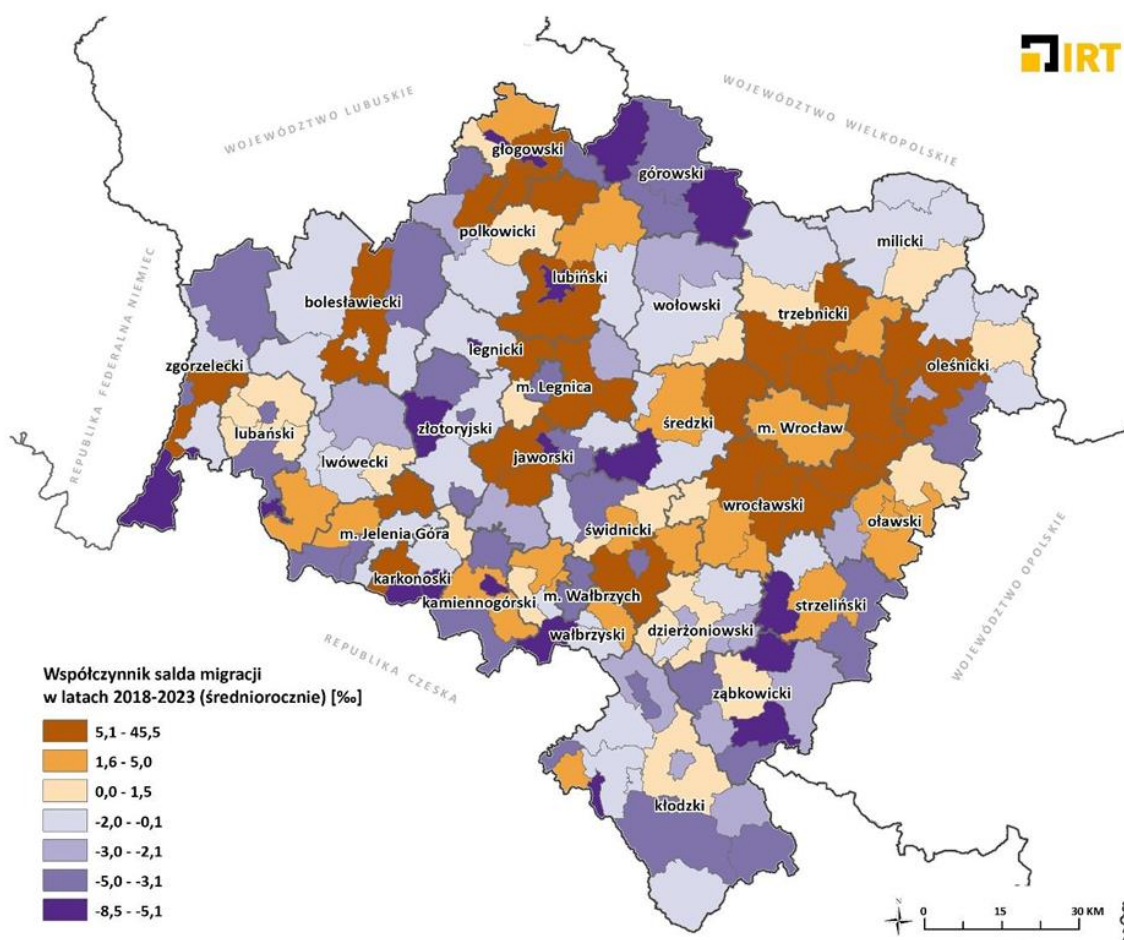 IRT
WOJEWÓDZTWO LUBUSKIE
WOJEWÓDZTWO WIELKOPOLSKIE
głogowski
górowski
polkowicki
milicki
REPUBLIKA FEDERALNA NIEMIEC
bolesławiecki
lubiński
wołowski
trzebnicki
zgorzelecki
legnicki
oleśnicki
m. Legnica
lubański
złotoryjski
średzki
m. Wrocław
lwówecki
jaworski
wrocławski
m. Jelenia Góra
świdnicki
oławski
karkonoski
kamiennogórski
m. Wałbrzych
strzeliński
wałbrzyski
dzierżoniowski
WOJEWÓDZTWO OPOLSKIE
REPUBLIKA CZESKA
ząbkowicki
kłodzki
Współczynnik salda migracji
w latach 2018-2023 (średniorocznie) [‰]
5,1 - 45,5
1,6 - 5,0
0,0 - 1,5
-2,0 - -0,1
-3,0 - -2,1
-5,0 - -3,1
-8,5 - -5,1
N
0 15 30 KM